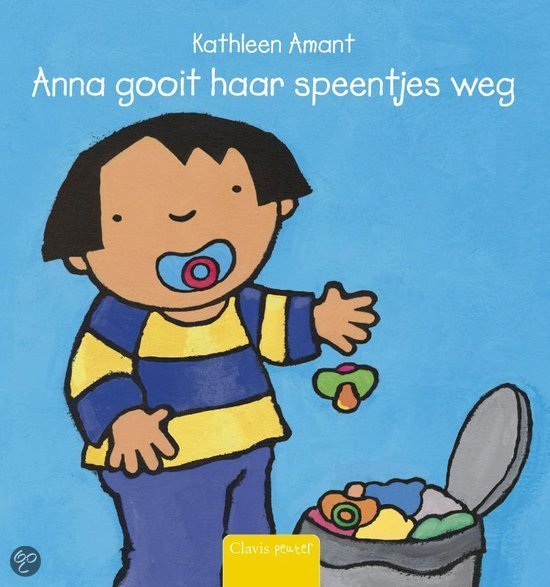 Kathleen Amant
Anna gooit haar speentjes weg
Clavis peuter